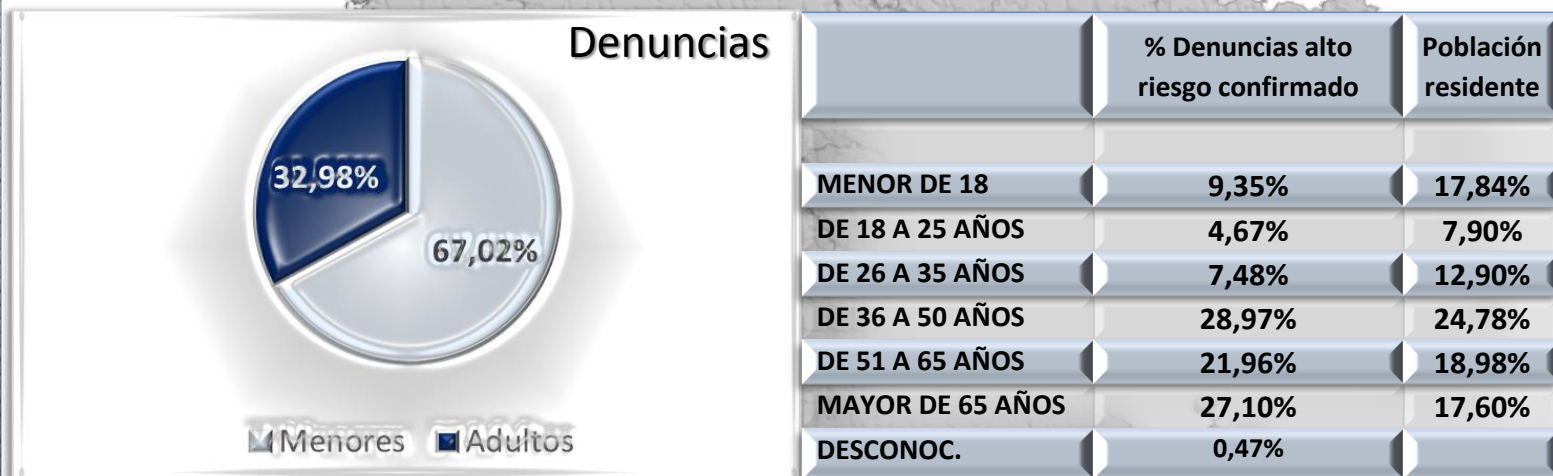 Denuncias
32,98%
67,02%
Menores Adultos
% Denuncias alto riesgo confirmado Población residente
MENOR DE 18 9,35% 17,84%
DE 18 A 25 AÑOS 4,67% 7,90%
DE 26 A 35 AÑOS 7,48% 12,90%
DE 36 A 50 AÑOS 28,97% 24,78%
DE 51 A 65 AÑOS 21,96% 18,98%
MAYOR DE 65 AÑOS 27,10% 17,60%
DESCONOC. 0,47%